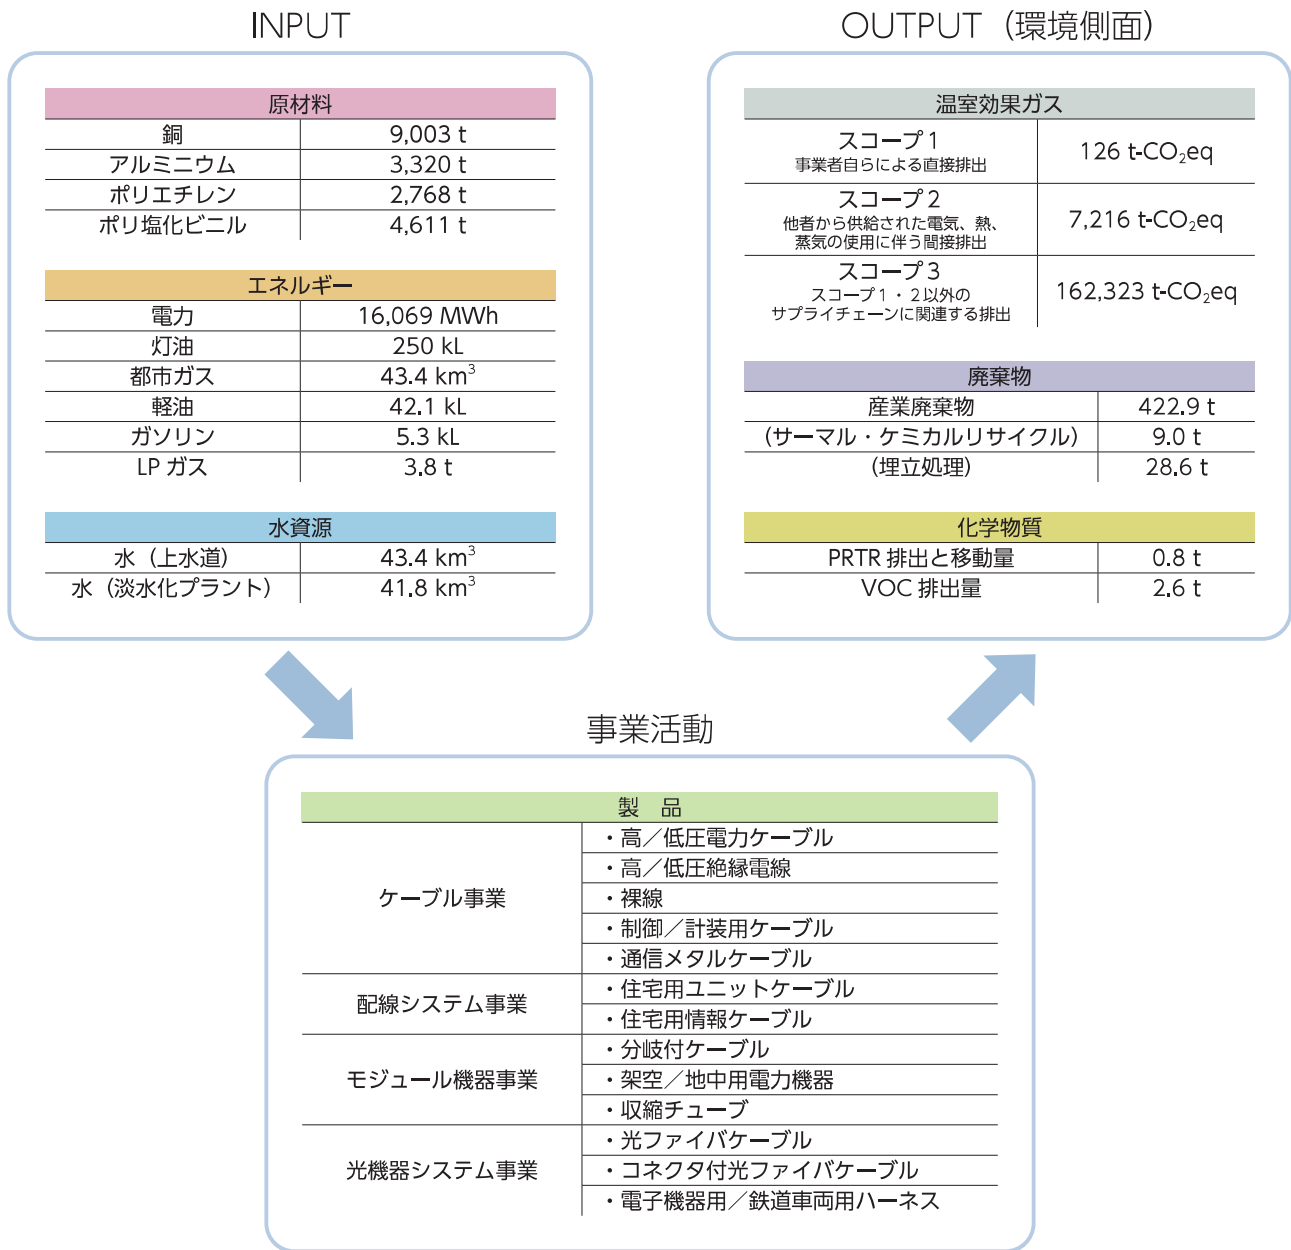 INPUT
原材料
銅 9,003 t
アルミニウム 3,320 t
ポリエチレン 2,768 t
ポリ塩化ビニル 4,611 t
エネルギー
電力 16,069 MWh
灯油 250 kL
都市ガス 43.4 km³
軽油 42.1 kL
ガソリン 5.3 kL
LP ガス 3.8 t
水資源
水（上水道） 43.4 km³
水（淡水化プラント） 41.8 km³
OUTPUT（環境側面）
温室効果ガス
スコープ 1
事業者自らによる直接排出
126 t-CO₂eq
スコープ 2
他者から供給された電気、熱、
蒸気の使用に伴う間接排出
7,216 t-CO₂eq
スコープ 3
スコープ 1 ・ 2 以外の
サプライチェーンに関連する排出
162,323 t-CO₂eq
廃棄物
産業廃棄物 422.9 t
（サーマル・ケミカルリサイクル） 9.0 t
（埋立処理） 28.6 t
化学物質
PRTR 排出と移動量 0.8 t
VOC 排出量 2.6 t
事業活動
製　品
ケーブル事業
・高／低圧電力ケーブル
・高／低圧絶縁電線
・裸線
・制御／計装用ケーブル
・通信メタルケーブル
配線システム事業
・住宅用ユニットケーブル
・住宅用情報ケーブル
モジュール機器事業
・分岐付ケーブル
・架空／地中用電力機器
・収縮チューブ
光機器システム事業
・光ファイバケーブル
・コネクタ付光ファイバケーブル
・電子機器用／鉄道車両用ハーネス